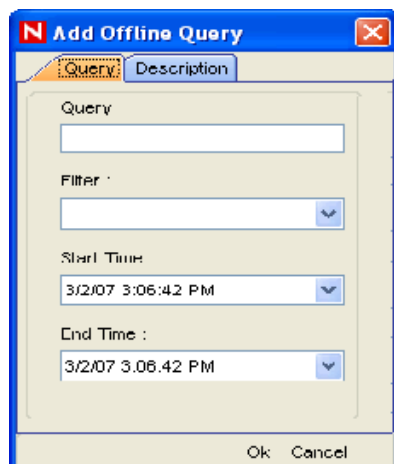 N Add Offline Query
Query Description
Query
Filter :
Start Time
3/2/07 3:06:42 PM
End Time :
3/2/07 3:06:42 PM
Ok Cancel